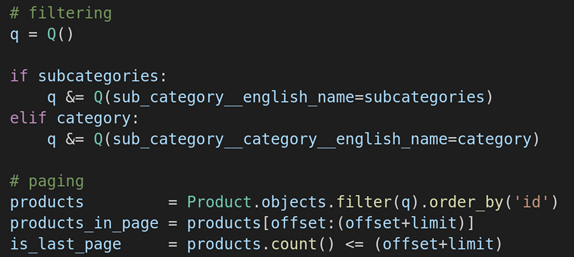 # filtering
q = Q()

if subcategories:
    q &= Q(sub_category__english_name=subcategories)
elif category:
    q &= Q(sub_category__category__english_name=category)

# paging
products         = Product.objects.filter(q).order_by('id')
products_in_page = products[offset:(offset+limit)]
is_last_page     = products.count() <= (offset+limit)